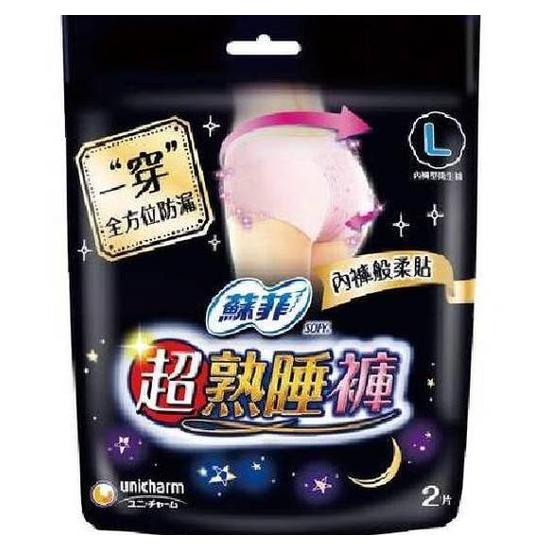 “一穿”
全方位防漏
L
內褲型衛生棉
內褲般柔貼
蘇菲
SOFY.
超熟睡褲
unicharm
ユニ・チャーム
2片